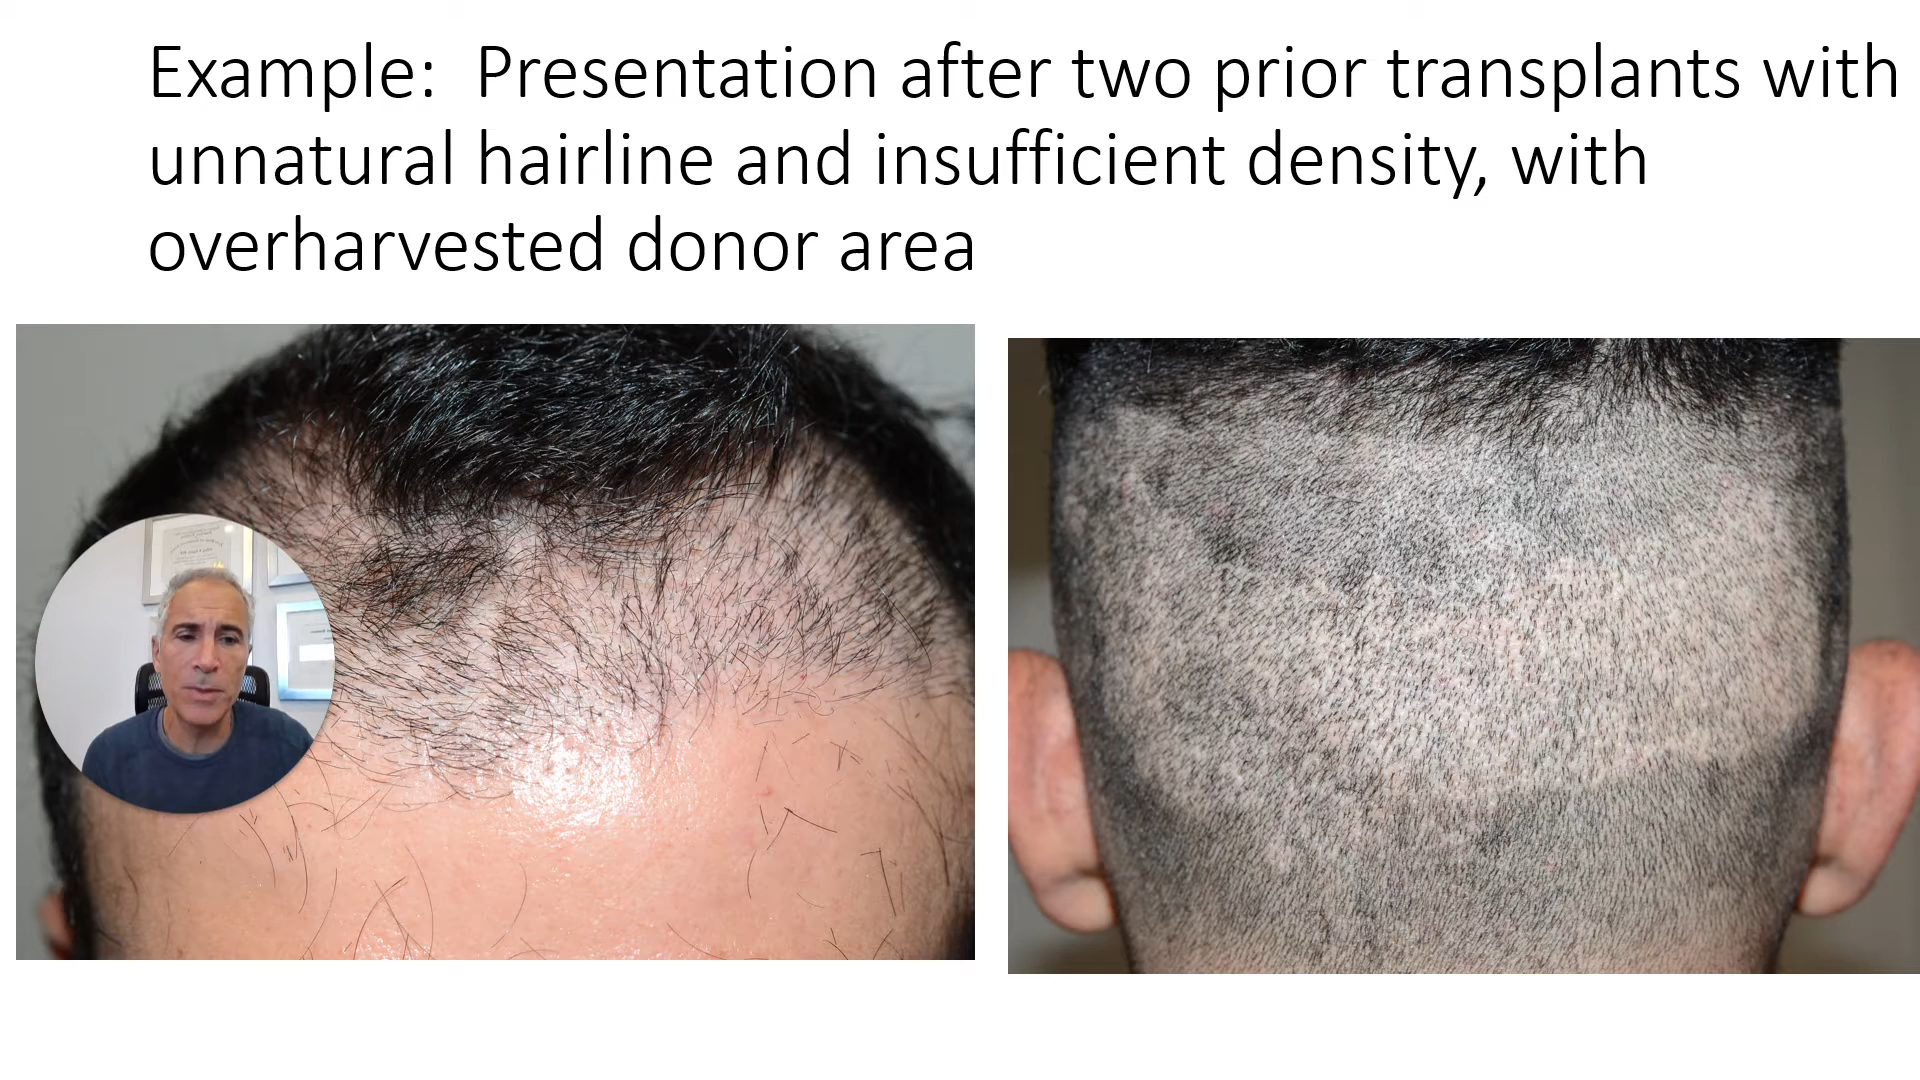 Example:  Presentation after two prior transplants with
unnatural hairline and insufficient density, with
overharvested donor area